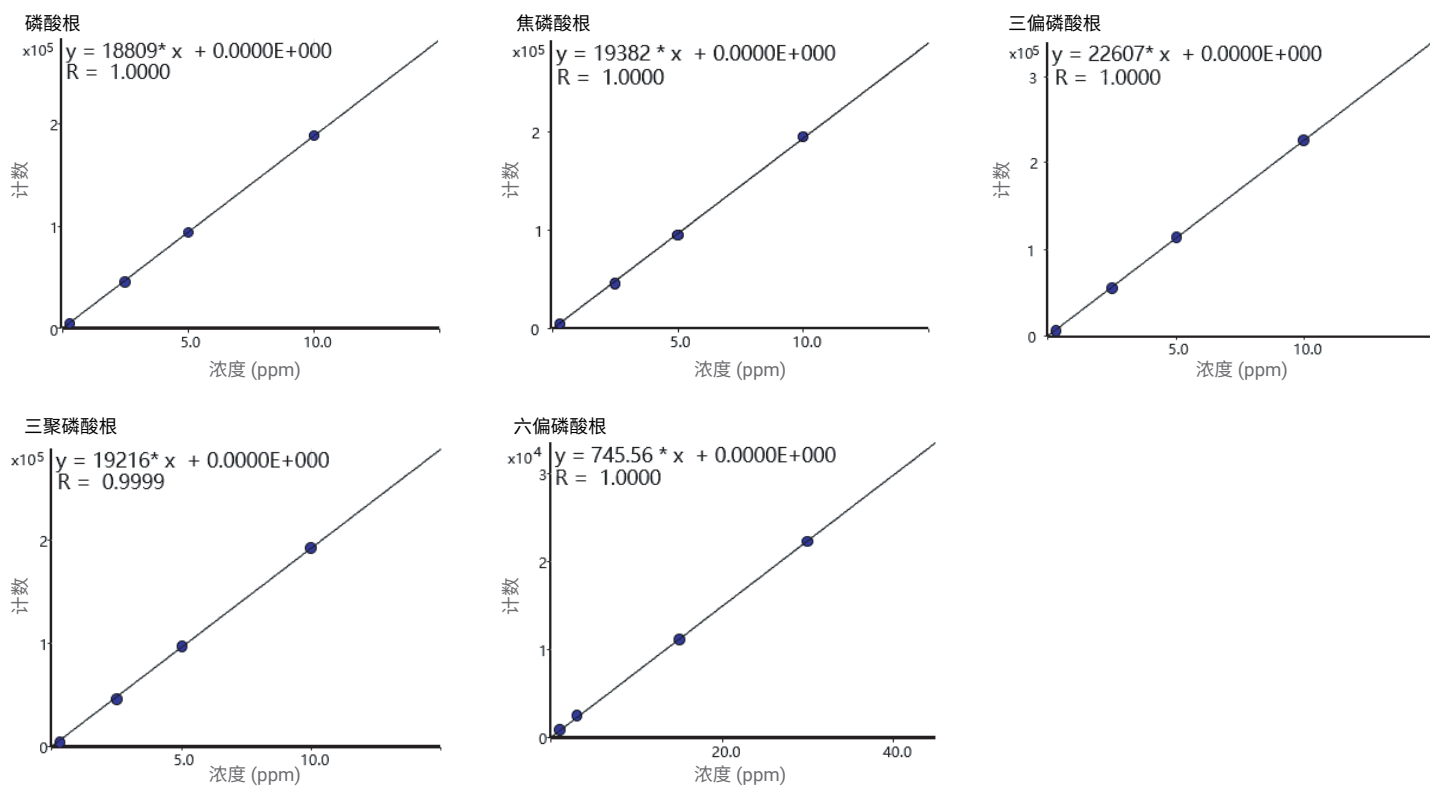 磷酸根
x10⁵
y = 18809* x + 0.0000E+000
R = 1.0000
2
1
0
5.0 10.0
计数
浓度 (ppm)
焦磷酸根
x10⁵
y = 19382 * x + 0.0000E+000
R = 1.0000
2
1
0
5.0 10.0
计数
浓度 (ppm)
三偏磷酸根
x10⁵
y = 22607* x + 0.0000E+000
R = 1.0000
3
2
1
0
5.0 10.0
计数
浓度 (ppm)
三聚磷酸根
x10⁵
y = 19216* x + 0.0000E+000
R = 0.9999
2
1
0
5.0 10.0
计数
浓度 (ppm)
六偏磷酸根
x10⁴
y = 745.56 * x + 0.0000E+000
R = 1.0000
3
2
1
0
20.0 40.0
计数
浓度 (ppm)